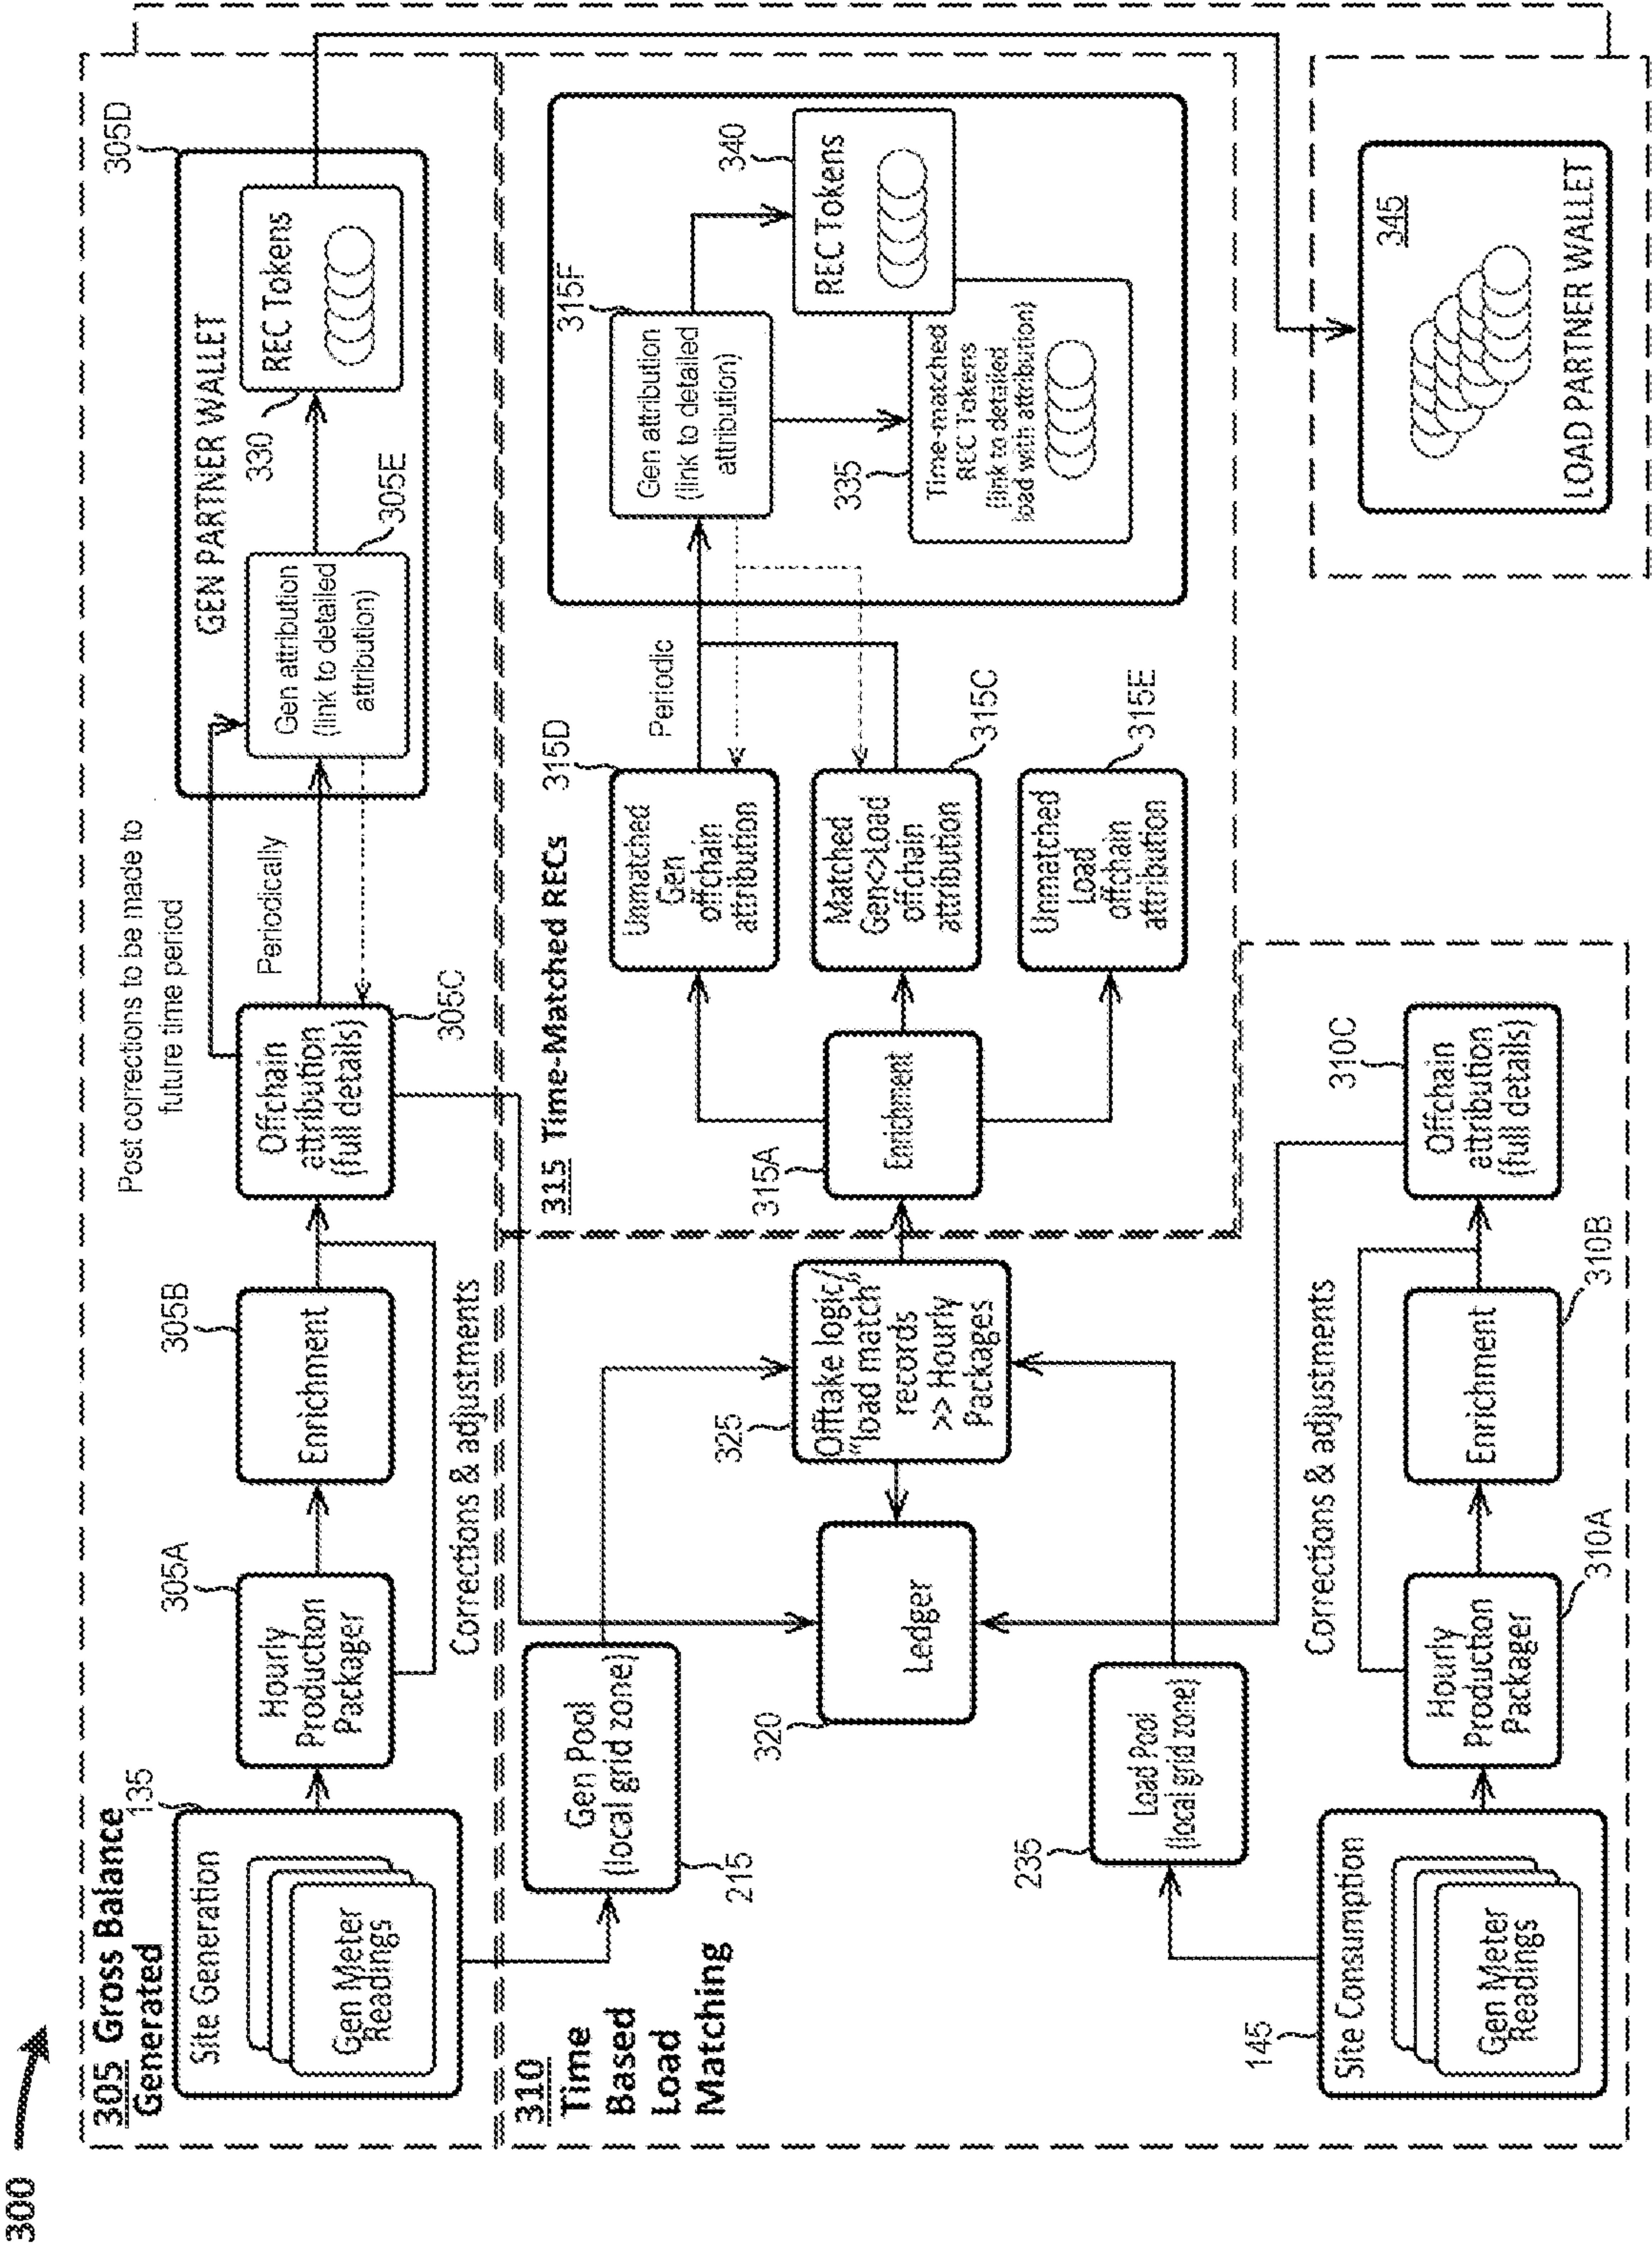 300
305 Gross Balance
Generated
135
Site Generation
Gen Meter
Readings
305A
Hourly
Production
Packager
305B
Enrichment
Corrections & adjustments
Post corrections to be made to
future time period
Offchain
attribution
(full details)
305C
Periodically
305D
GEN PARTNER WALLET
Gen attribution
(link to detailed
attribution)
305E
330
REC Tokens
310
Time
Based
Load
Matching
Gen Pool
(local grid zone)
215
320
Ledger
325
Offtake logic/
"load match"
records
>> Hourly
Packages
235
Load Pool
(local grid zone)
145
Site Consumption
Gen Meter
Readings
Corrections & adjustments
Hourly
Production
Packager
310A
Enrichment
310B
310C
Offchain
attribution
(full details)
315 Time-Matched RECs
315A
Enrichment
315D
Unmatched
Gen
offchain
attribution
Matched
Gen<>Load
offchain
attribution
315C
Unmatched
Load
offchain
attribution
315E
Periodic
315F
Gen attribution
(link to detailed
attribution)
335
Time-matched
REC Tokens
(link to detailed
load with attribution)
340
REC Tokens
345
LOAD PARTNER WALLET